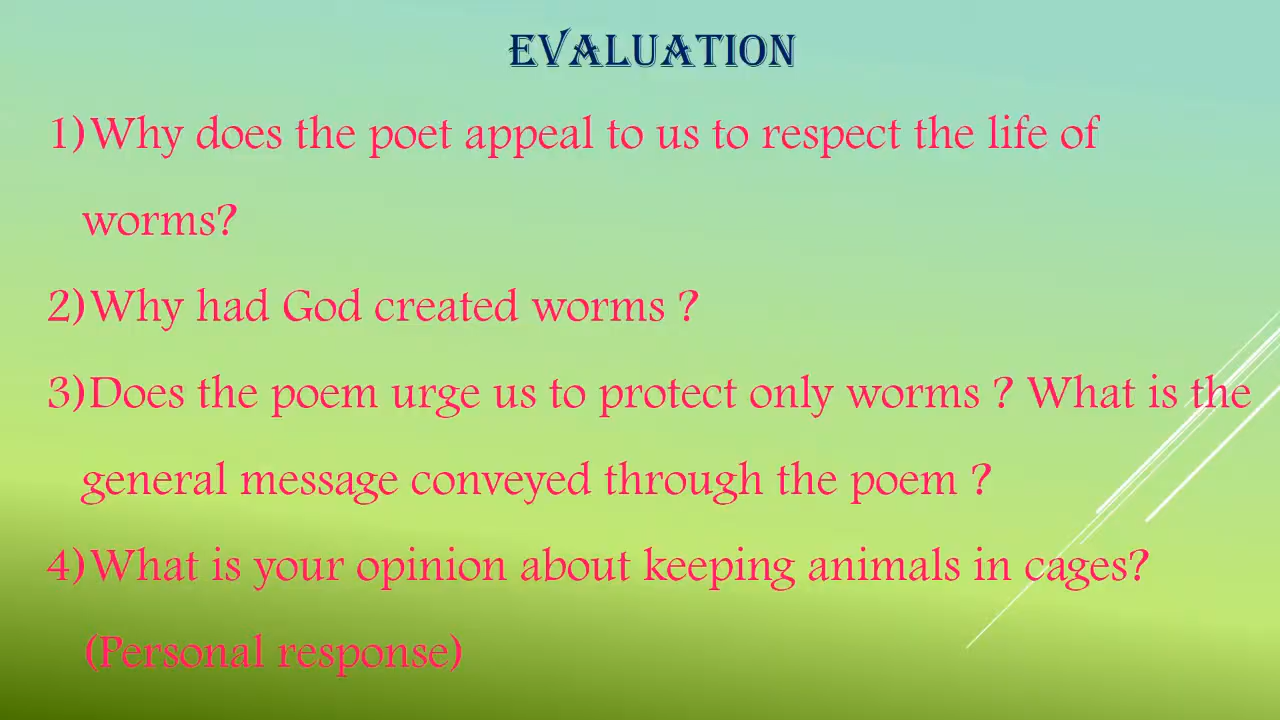 EVALUATION
1)Why does the poet appeal to us to respect the life of
worms?
2)Why had God created worms ?
3)Does the poem urge us to protect only worms ? What is the
general message conveyed through the poem ?
4)What is your opinion about keeping animals in cages?
(Personal response)